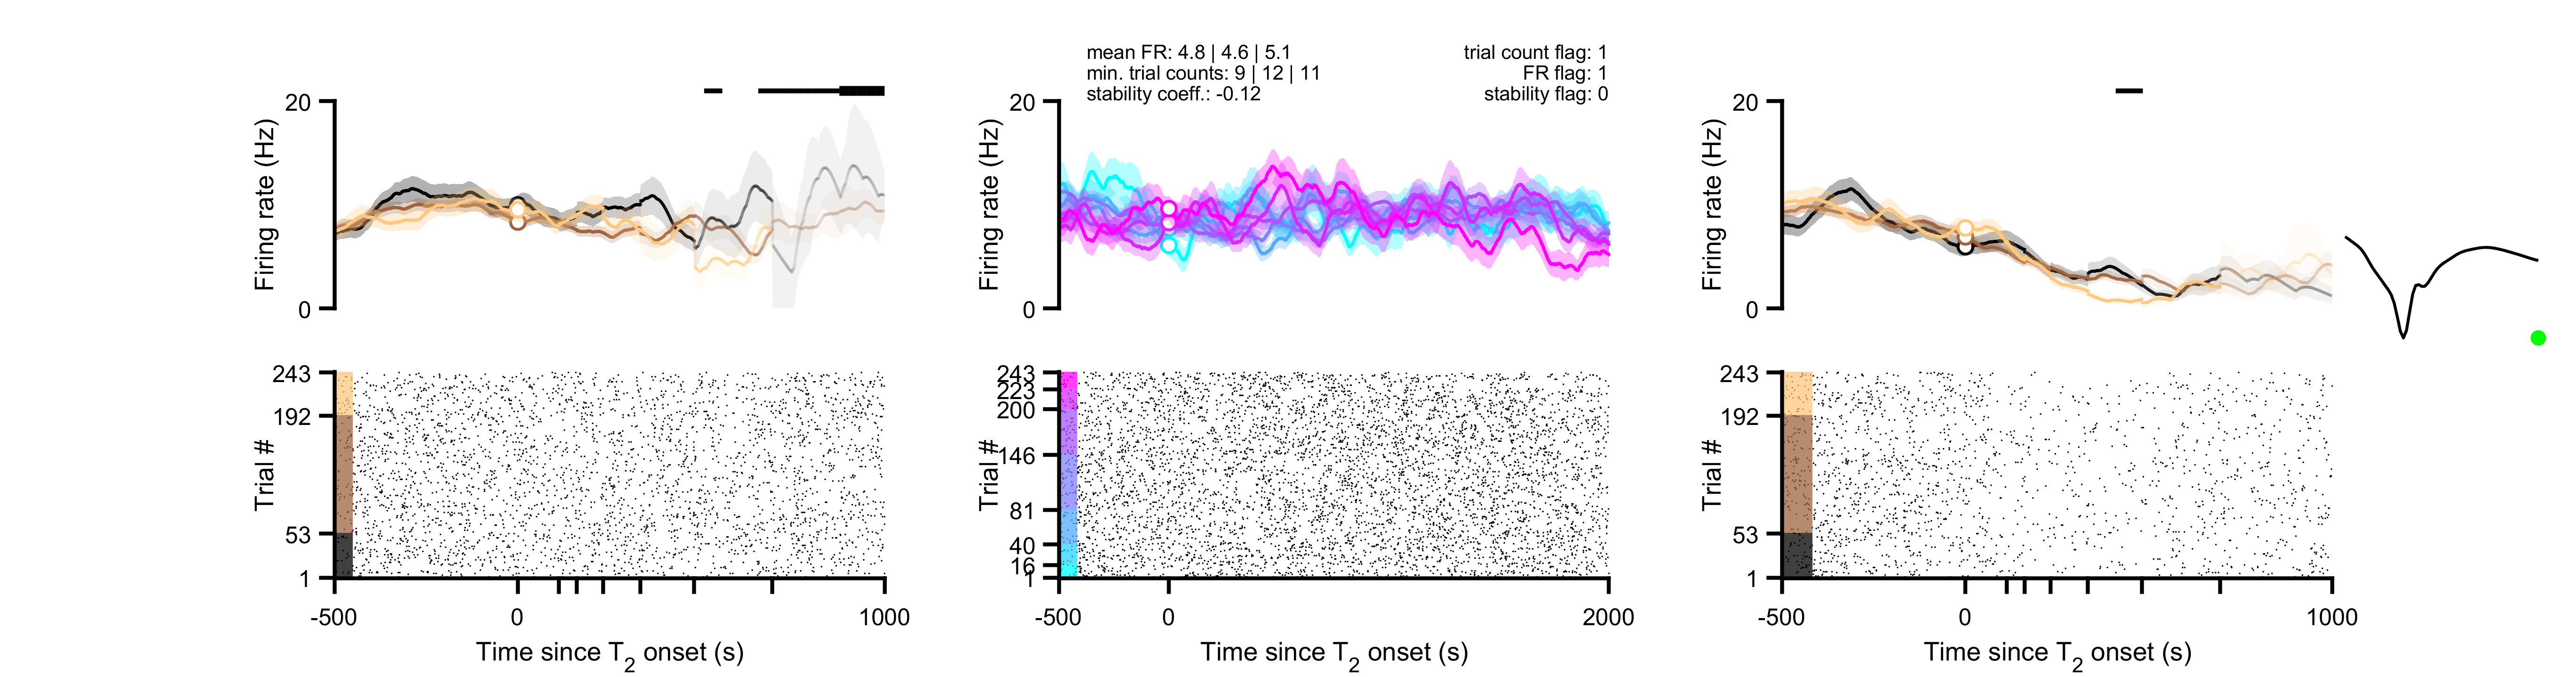 mean FR: 4.8 | 4.6 | 5.1
min. trial counts: 9 | 12 | 11
stability coeff.: -0.12
trial count flag: 1
FR flag: 1
stability flag: 0
20
0
Firing rate (Hz)
243
192
53
1
Trial #
-500
0
1000
Time since T2 onset (s)
20
0
Firing rate (Hz)
243
223
200
146
81
40
16
1
Trial #
-500
0
2000
Time since T2 onset (s)
20
0
Firing rate (Hz)
243
192
53
1
Trial #
-500
0
1000
Time since T2 onset (s)